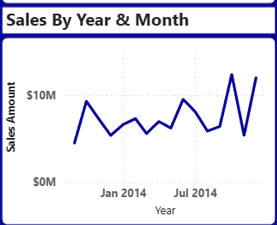 Sales By Year & Month
$10M
Sales Amount
$0M
Jan 2014 Jul 2014
Year